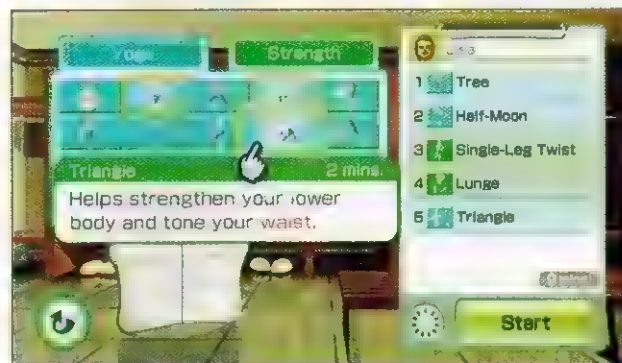 Yoga
Strength
Triangle 2 mins.
Helps strengthen your lower
body and tone your waist.
1 Tree
2 Half-Moon
3 Single-Leg Twist
4 Lunge
5 Triangle
Start